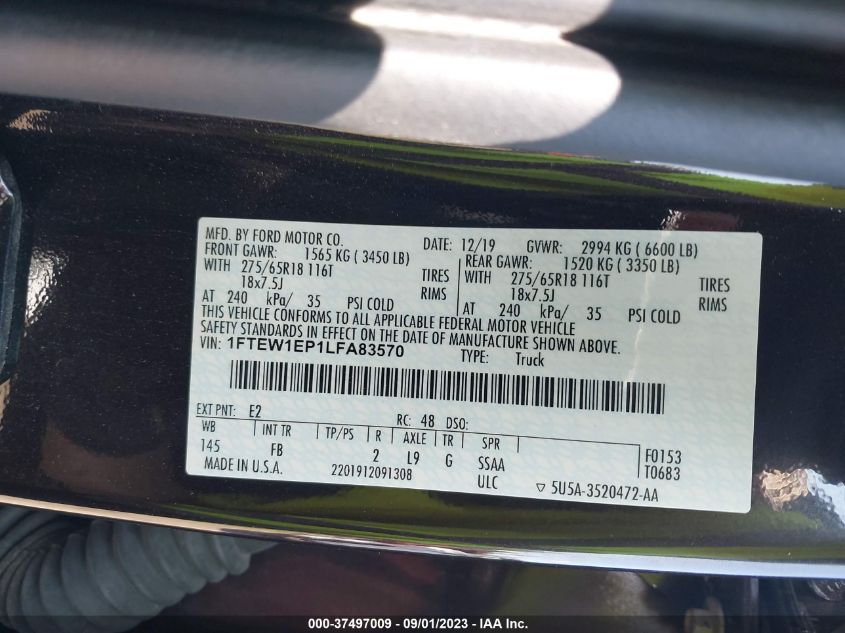 MFD. BY FORD MOTOR CO. DATE: 12/19 GVWR: 2994 KG ( 6600 LB)
FRONT GAWR: 1565 KG ( 3450 LB) REAR GAWR: 1520 KG ( 3350 LB)
WITH 275/65R18 116T TIRES WITH 275/65R18 116T TIRES
18x7.5J RIMS 18x7.5J RIMS
AT 240 kPa/ 35 PSI COLD AT 240 kPa/ 35 PSI COLD
THIS VEHICLE CONFORMS TO ALL APPLICABLE FEDERAL MOTOR VEHICLE
SAFETY STANDARDS IN EFFECT ON THE DATE OF MANUFACTURE SHOWN ABOVE.
VIN: 1FTEW1EP1LFA83570 TYPE: Truck
EXT PNT: E2 RC: 48 DSO:
WB INT TR TP/PS R AXLE TR SPR F0153
145 FB 2 L9 G SSAA T0683
MADE IN U.S.A. 2201912091308 ULC ▽ 5U5A-3520472-AA
000-37497009 - 09/01/2023 - © IAA Inc.